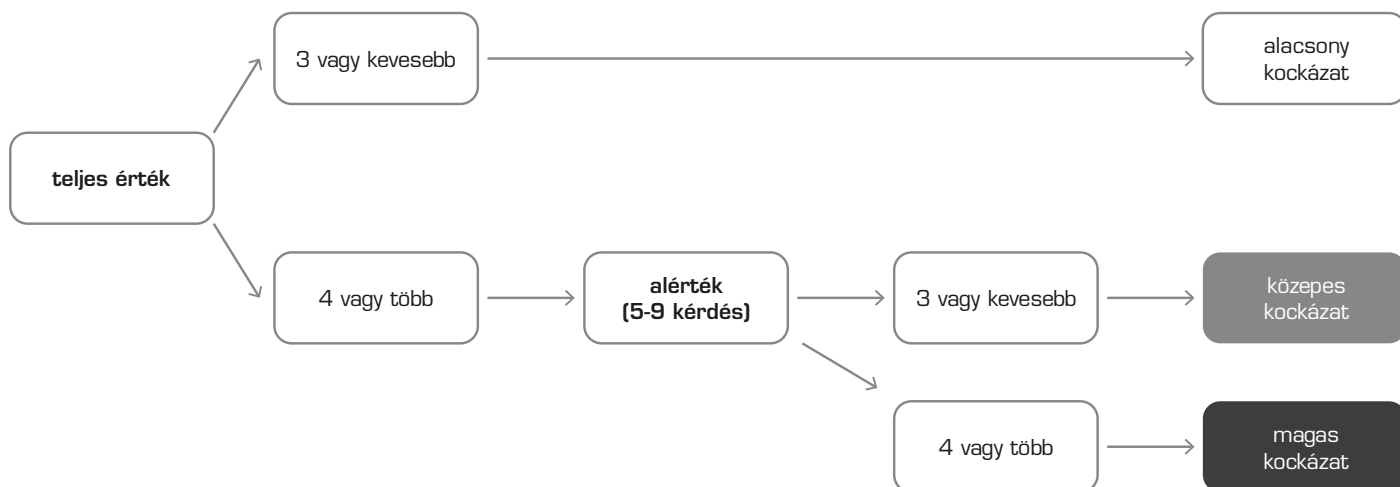 3 vagy kevesebb
alacsony
kockázat
teljes érték
4 vagy több
alérték
(5-9 kérdés)
3 vagy kevesebb
közepes
kockázat
4 vagy több
magas
kockázat